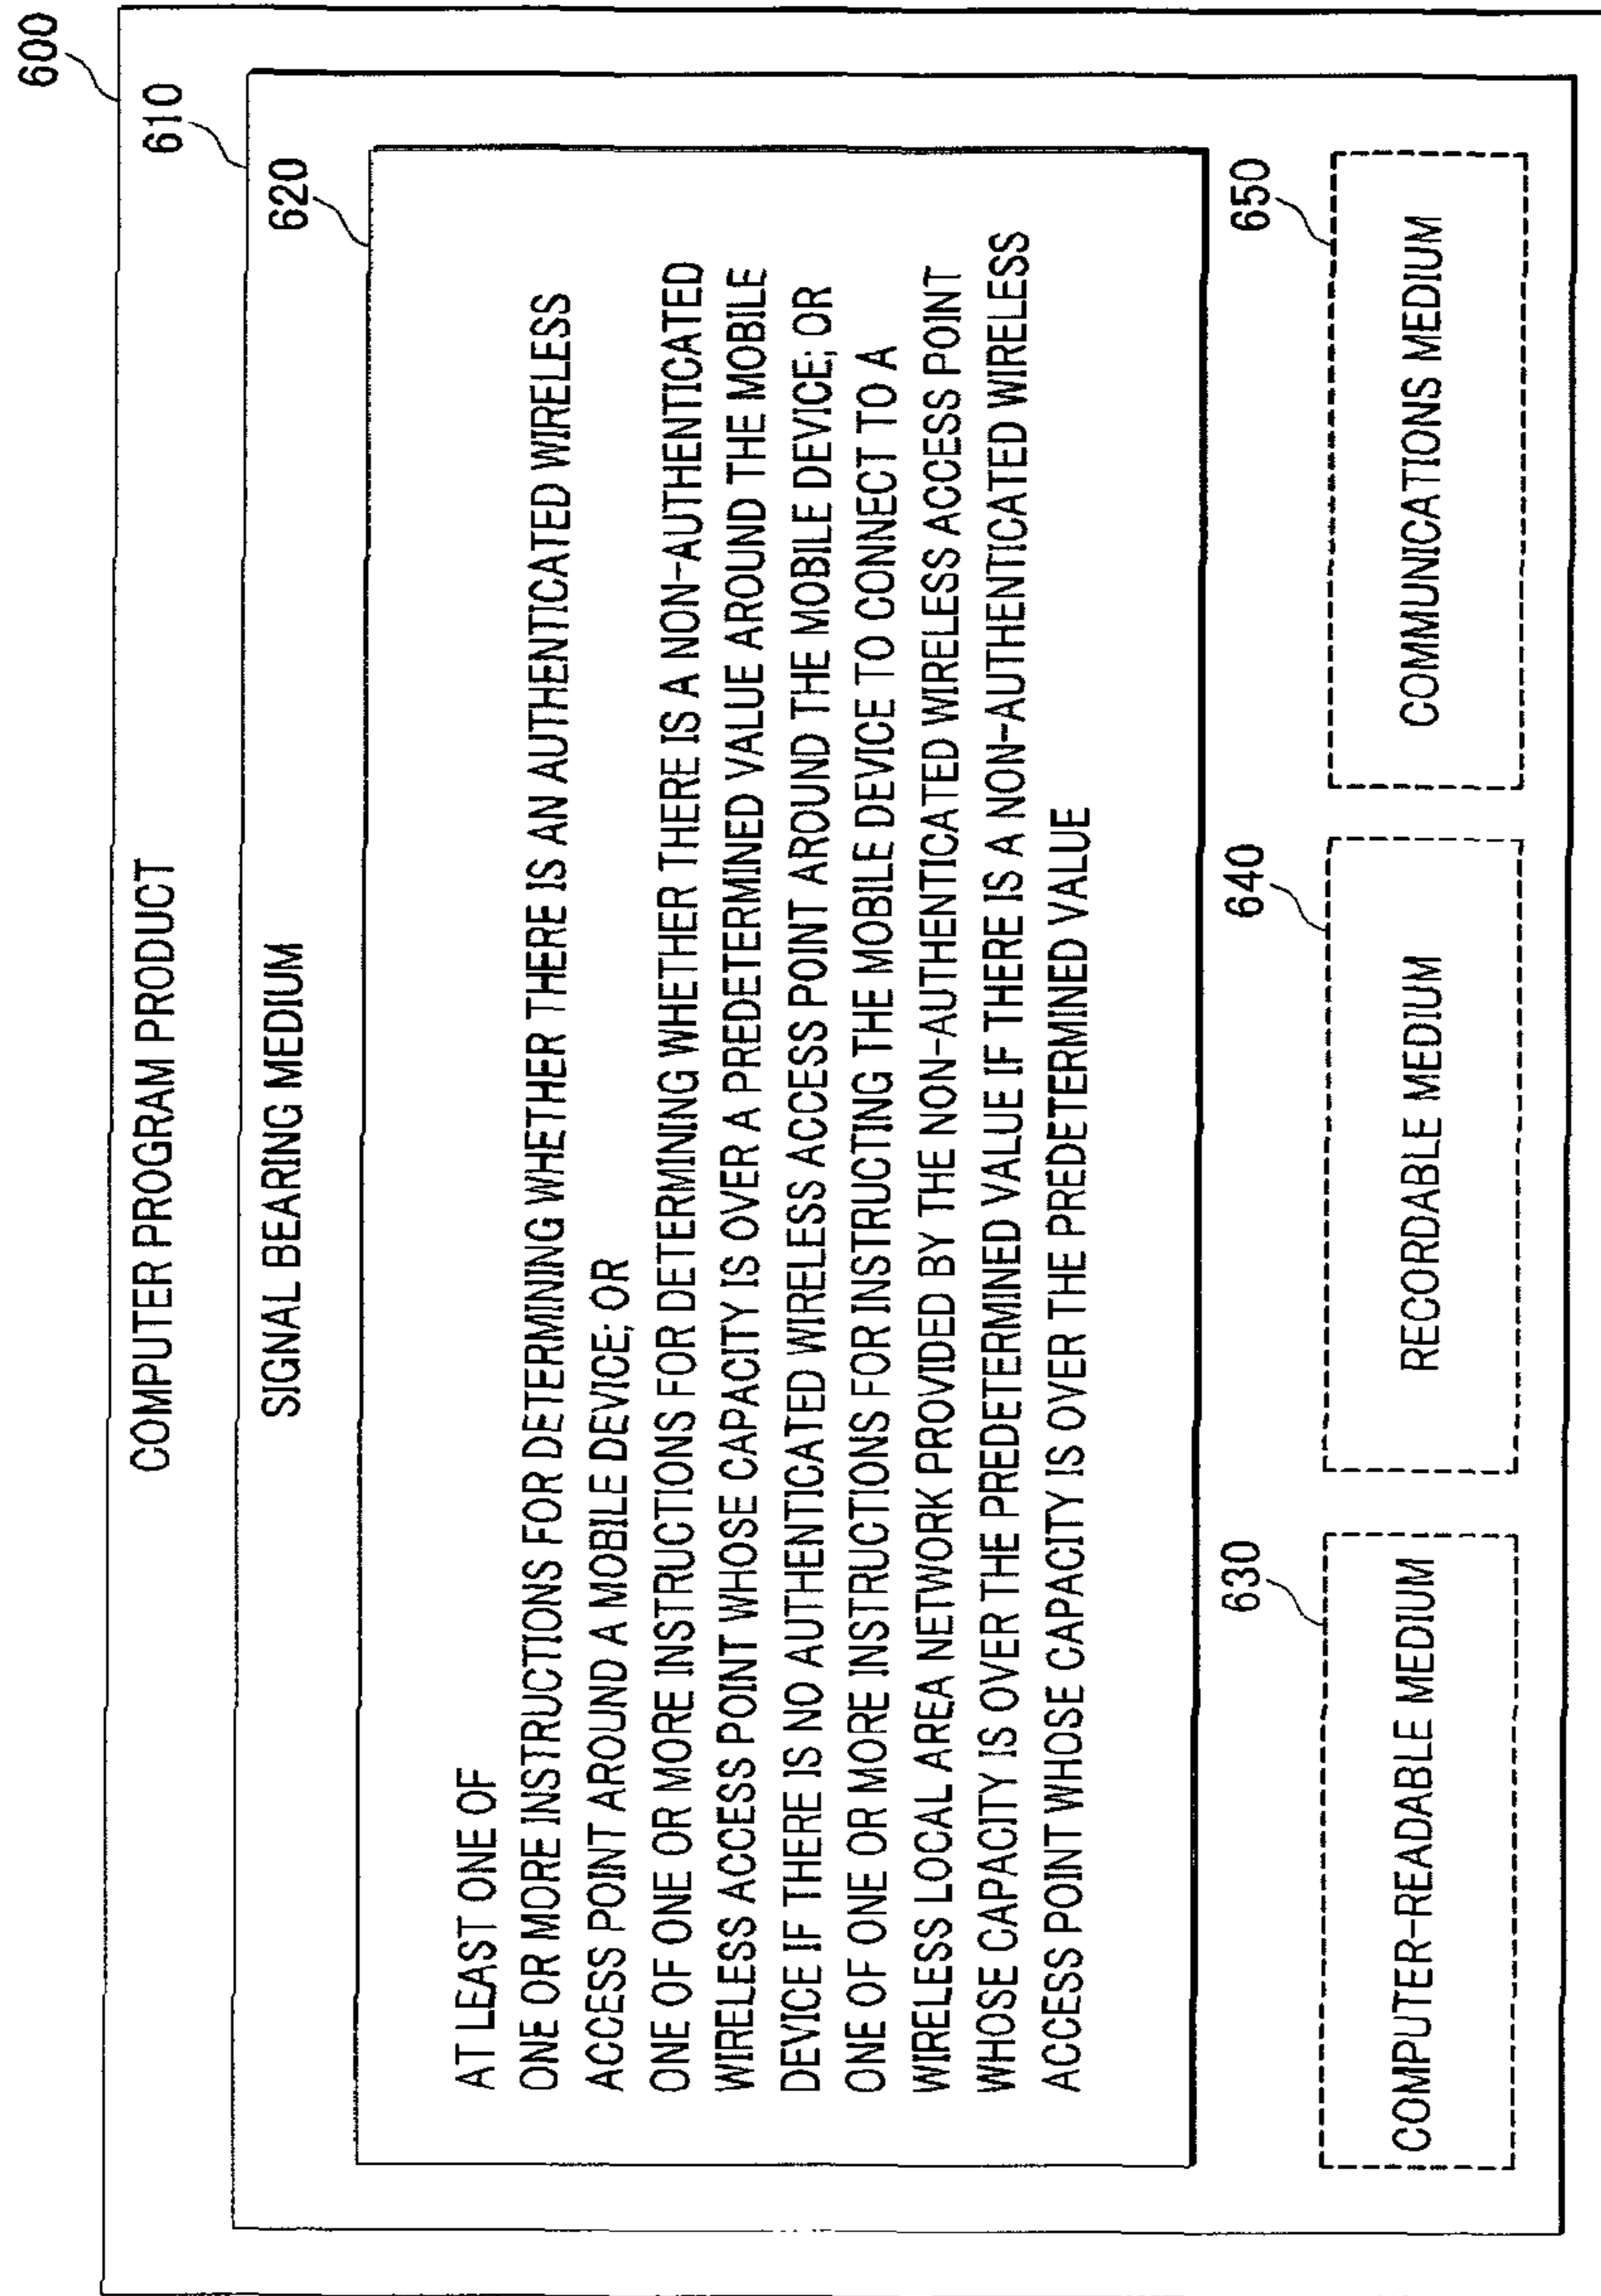 600
COMPUTER PROGRAM PRODUCT
610
SIGNAL BEARING MEDIUM
620
AT LEAST ONE OF
ONE OR MORE INSTRUCTIONS FOR DETERMINING WHETHER THERE IS AN AUTHENTICATED WIRELESS
ACCESS POINT AROUND A MOBILE DEVICE; OR
ONE OF ONE OR MORE INSTRUCTIONS FOR DETERMINING WHETHER THERE IS A NON-AUTHENTICATED
WIRELESS ACCESS POINT WHOSE CAPACITY IS OVER A PREDETERMINED VALUE AROUND THE MOBILE
DEVICE IF THERE IS NO AUTHENTICATED WIRELESS ACCESS POINT AROUND THE MOBILE DEVICE; OR
ONE OF ONE OR MORE INSTRUCTIONS FOR INSTRUCTING THE MOBILE DEVICE TO CONNECT TO A
WIRELESS LOCAL AREA NETWORK PROVIDED BY THE NON-AUTHENTICATED WIRELESS ACCESS POINT
WHOSE CAPACITY IS OVER THE PREDETERMINED VALUE IF THERE IS A NON-AUTHENTICATED WIRELESS
ACCESS POINT WHOSE CAPACITY IS OVER THE PREDETERMINED VALUE
630
COMPUTER-READABLE MEDIUM
640
RECORDABLE MEDIUM
650
COMMUNICATIONS MEDIUM